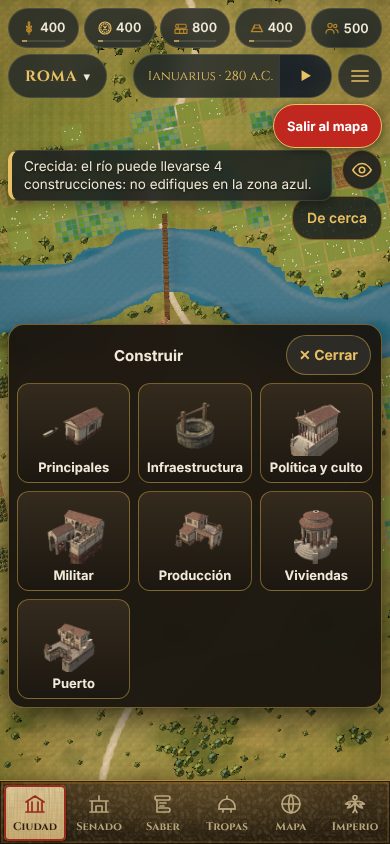 400
400
800
400
500
ROMA ▾
IANUARIUS · 280 A.C.
Salir al mapa
Crecida: el río puede llevarse 4
construcciones: no edifiques en la zona azul.
De cerca
Construir
✕ Cerrar
Principales
Infraestructura
Política y culto
Militar
Producción
Viviendas
Puerto
CIUDAD
SENADO
SABER
TROPAS
MAPA
IMPERIO